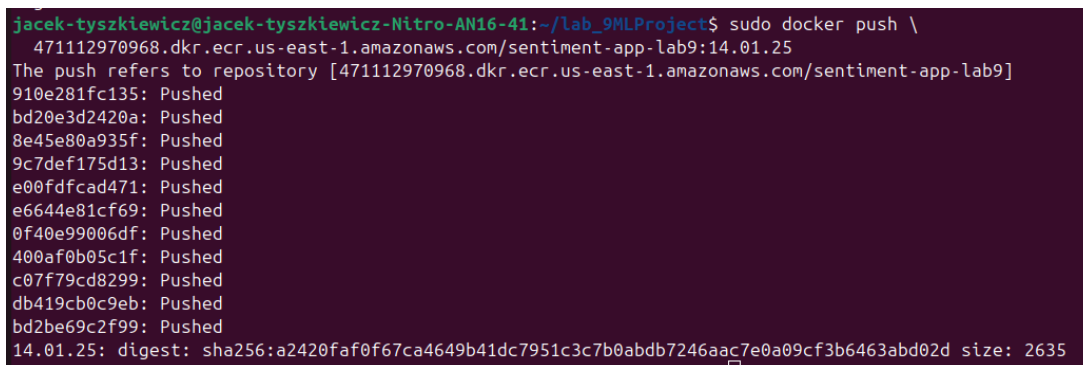 jacek-tyszkiewicz@jacek-tyszkiewicz-Nitro-AN16-41:~/lab_9MLProject$ sudo docker push \
  471112970968.dkr.ecr.us-east-1.amazonaws.com/sentiment-app-lab9:14.01.25
The push refers to repository [471112970968.dkr.ecr.us-east-1.amazonaws.com/sentiment-app-lab9]
910e281fc135: Pushed
bd20e3d2420a: Pushed
8e45e80a935f: Pushed
9c7def175d13: Pushed
e00fdfcad471: Pushed
e6644e81cf69: Pushed
0f40e99006df: Pushed
400af0b05c1f: Pushed
c07f79cd8299: Pushed
db419cb0c9eb: Pushed
bd2be69c2f99: Pushed
14.01.25: digest: sha256:a2420faf0f67ca4649b41dc7951c3c7b0abdb7246aac7e0a09cf3b6463abd02d size: 2635